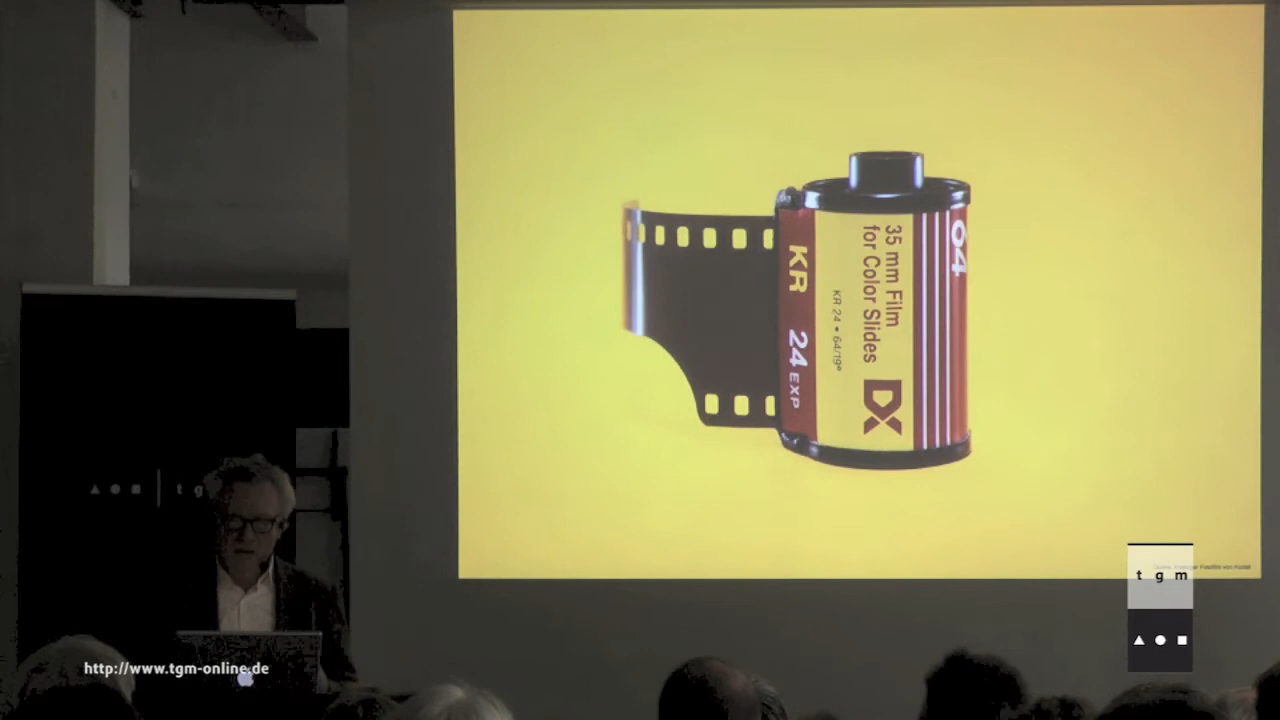 64
35 mm Film
for Color Slides
KR 24 • 64/19°
DX
KR
24 EXP
t g
t g m
http://www.tgm-online.de